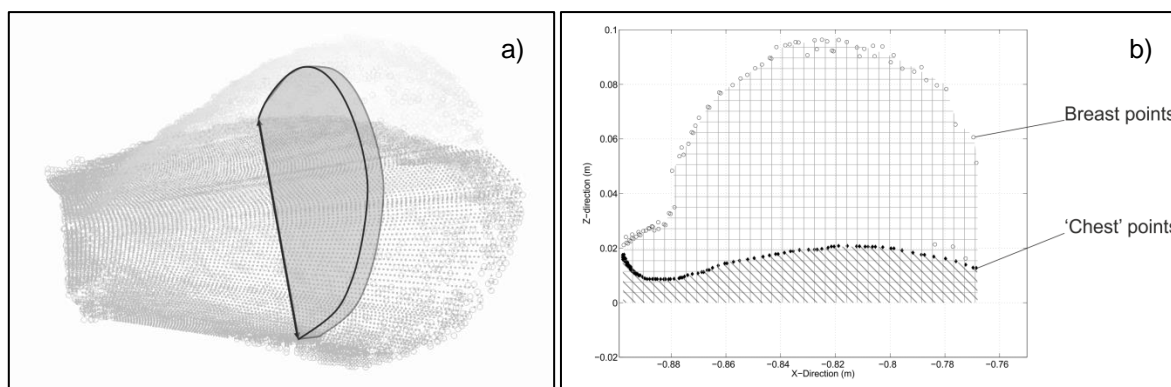 a)
b)
0.1
0.08
0.06
0.04
0.02
0
−0.02
Z−direction (m)
−0.88
−0.86
−0.84
−0.82
−0.8
−0.78
−0.76
X−Direction (m)
Breast points
‘Chest’ points